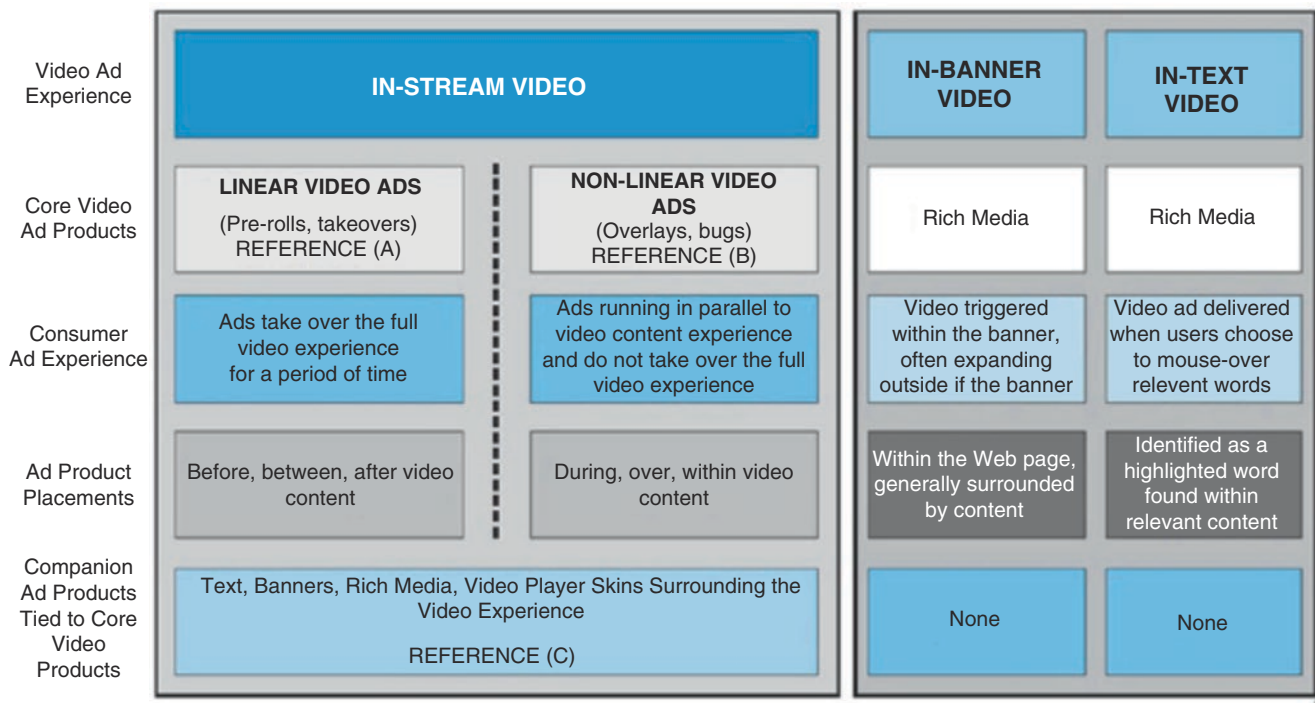 Video Ad
Experience
IN-STREAM VIDEO
IN-BANNER
VIDEO
IN-TEXT
VIDEO
Core Video
Ad Products
LINEAR VIDEO ADS
(Pre-rolls, takeovers)
REFERENCE (A)
NON-LINEAR VIDEO
ADS
(Overlays, bugs)
REFERENCE (B)
Rich Media
Rich Media
Consumer
Ad Experience
Ads take over the full
video experience
for a period of time
Ads running in parallel to
video content experience
and do not take over the full
video experience
Video triggered
within the banner,
often expanding
outside if the banner
Video ad delivered
when users choose
to mouse-over
relevent words
Ad Product
Placements
Before, between, after video
content
During, over, within video
content
Within the Web page,
generally surrounded
by content
Identified as a
highlighted word
found within
relevant content
Companion
Ad Products
Tied to Core
Video
Products
Text, Banners, Rich Media, Video Player Skins Surrounding the
Video Experience
REFERENCE (C)
None
None